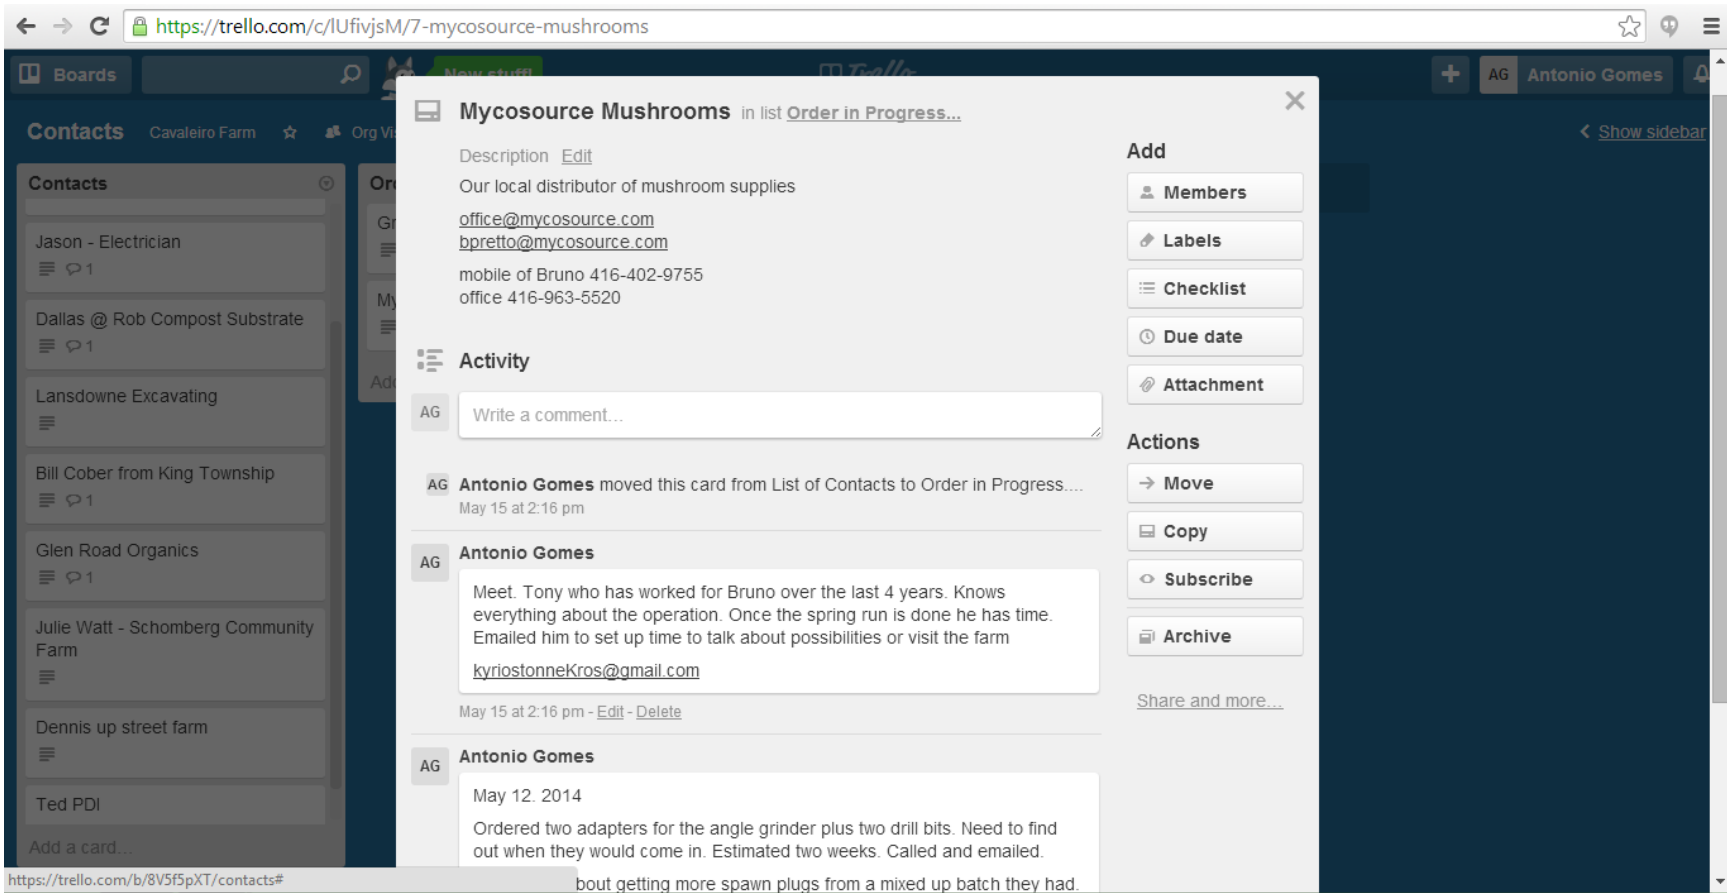 https://trello.com/c/lUfivjsM/7-mycosource-mushrooms
Boards
New stuff!
Trello
AG Antonio Gomes
Contacts Cavaleiro Farm Org Vi
Show sidebar
Contacts
Jason - Electrician
1
Dallas @ Rob Compost Substrate
1
Lansdowne Excavating
Bill Cober from King Township
1
Glen Road Organics
1
Julie Watt - Schomberg Community
Farm
Dennis up street farm
Ted PDI
Add a card...
Ord
Gr
My
Add
Mycosource Mushrooms in list Order in Progress...
Description Edit
Our local distributor of mushroom supplies
office@mycosource.com
bpretto@mycosource.com
mobile of Bruno 416-402-9755
office 416-963-5520
Activity
AG Write a comment...
AG Antonio Gomes moved this card from List of Contacts to Order in Progress....
May 15 at 2:16 pm
AG Antonio Gomes
Meet. Tony who has worked for Bruno over the last 4 years. Knows
everything about the operation. Once the spring run is done he has time.
Emailed him to set up time to talk about possibilities or visit the farm
kyriostonneKros@gmail.com
May 15 at 2:16 pm - Edit - Delete
AG Antonio Gomes
May 12. 2014
Ordered two adapters for the angle grinder plus two drill bits. Need to find
out when they would come in. Estimated two weeks. Called and emailed.
bout getting more spawn plugs from a mixed up batch they had.
Add
Members
Labels
Checklist
Due date
Attachment
Actions
Move
Copy
Subscribe
Archive
Share and more...
https://trello.com/b/8V5f5pXT/contacts#